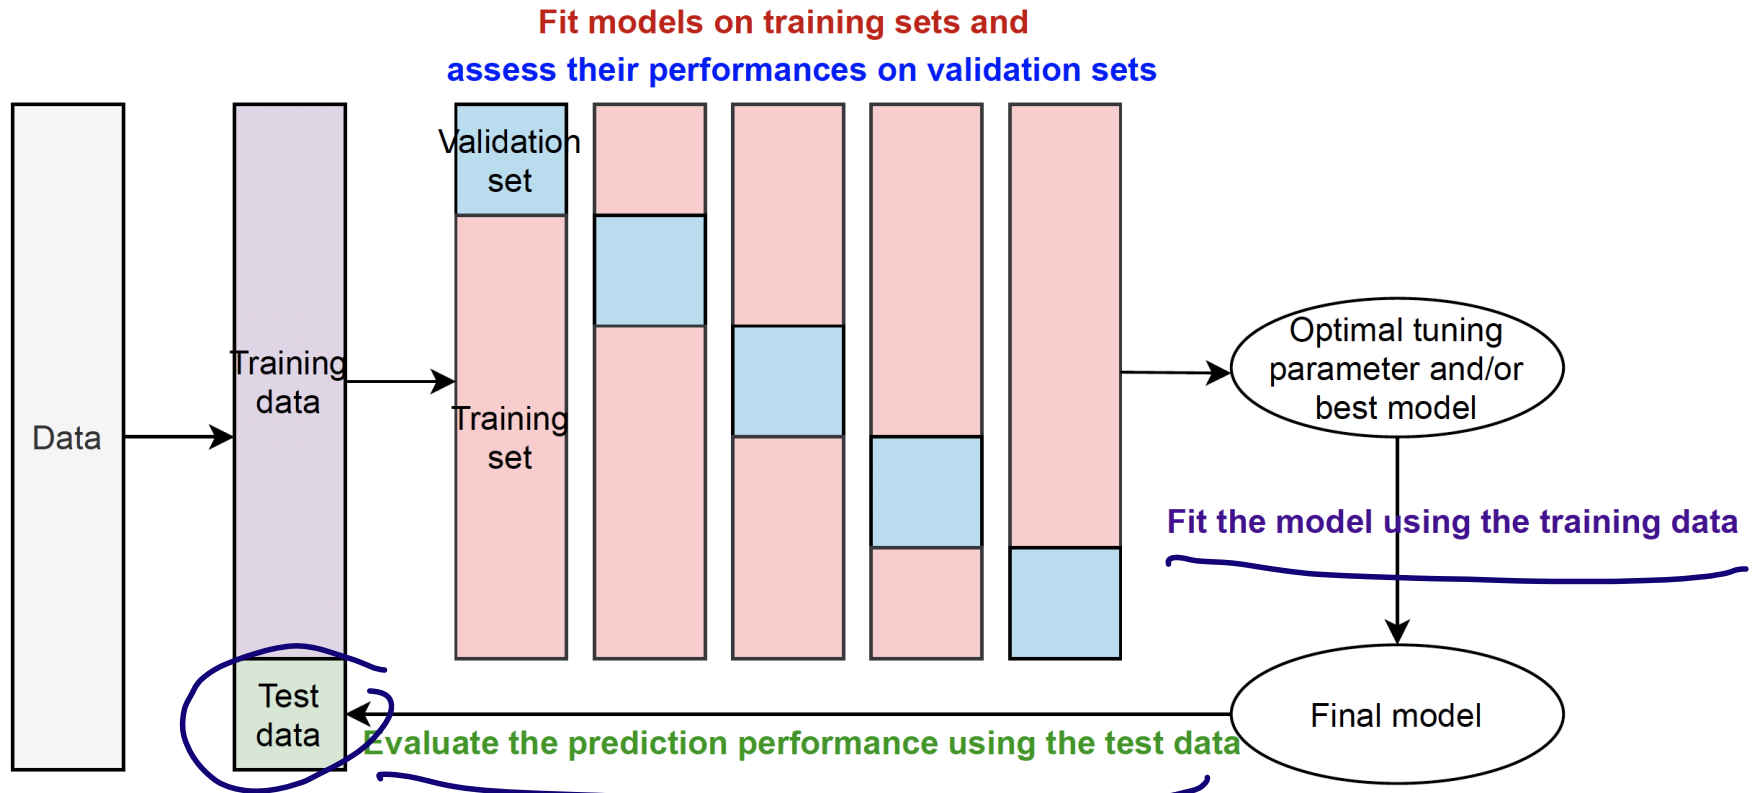 Fit models on training sets and
assess their performances on validation sets
Data
Training
data
Test
data
Validation
set
Training
set
Optimal tuning
parameter and/or
best model
Fit the model using the training data
Final model
Evaluate the prediction performance using the test data